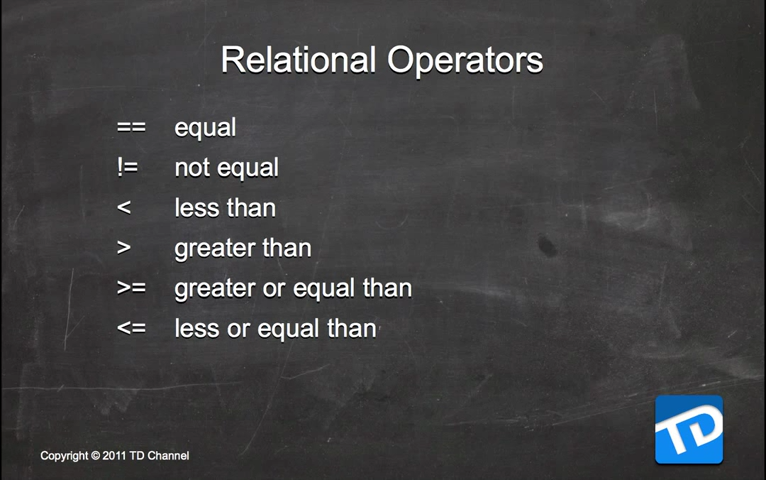 Relational Operators
== equal
!= not equal
< less than
> greater than
>= greater or equal than
<= less or equal than
Copyright © 2011 TD Channel
TD